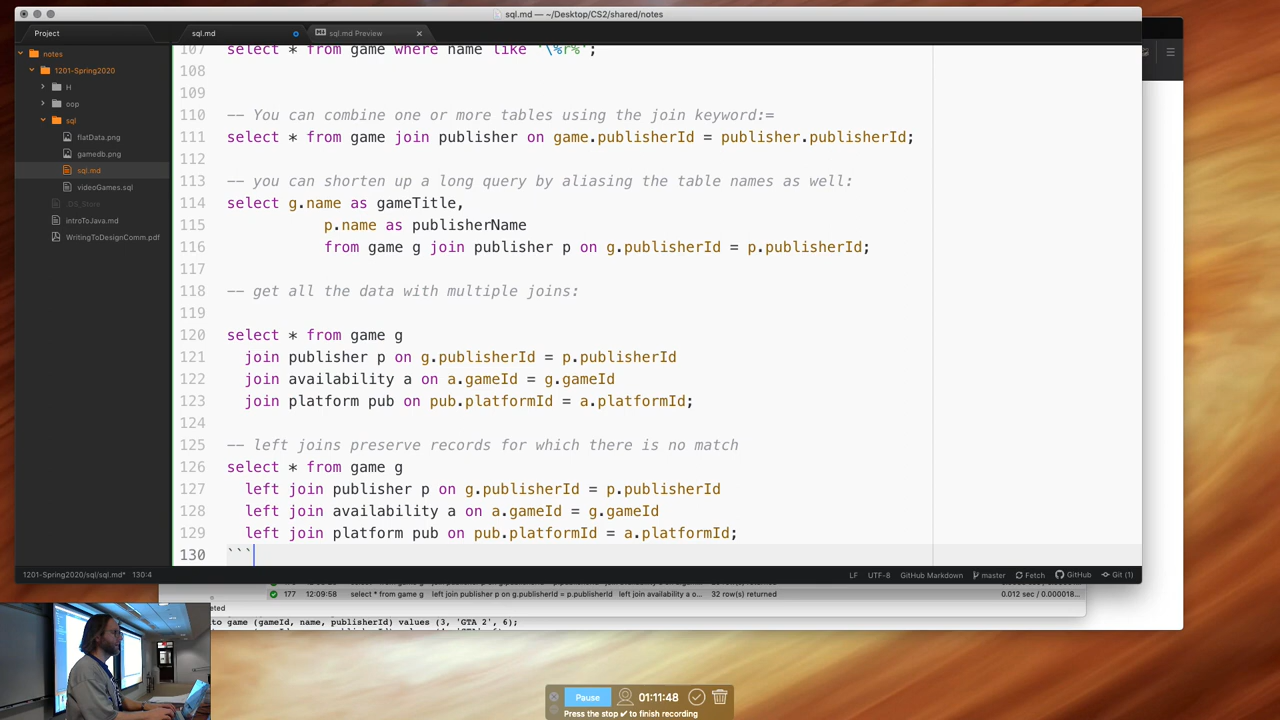 sql.md — ~/Desktop/CS2/shared/notes
Project
sql.md
sql.md Preview
notes
1201-Spring2020
H
oop
sql
flatData.png
gamedb.png
sql.md
videoGames.sql
.DS_Store
introToJava.md
WritingToDesignComm.pdf
107 select * from game where name like '\%r%';
108
109
110 -- You can combine one or more tables using the join keyword:=
111 select * from game join publisher on game.publisherId = publisher.publisherId;
112
113 -- you can shorten up a long query by aliasing the table names as well:
114 select g.name as gameTitle,
115 p.name as publisherName
116 from game g join publisher p on g.publisherId = p.publisherId;
117
118 -- get all the data with multiple joins:
119
120 select * from game g
121 join publisher p on g.publisherId = p.publisherId
122 join availability a on a.gameId = g.gameId
123 join platform pub on pub.platformId = a.platformId;
124
125 -- left joins preserve records for which there is no match
126 select * from game g
127 left join publisher p on g.publisherId = p.publisherId
128 left join availability a on a.gameId = g.gameId
129 left join platform pub on pub.platformId = a.platformId;
130 ```
1201-Spring2020/sql/sql.md* 130:4
LF UTF-8 GitHub Markdown master Fetch GitHub Git (1)
177 12:09:58 select * from game g left join publisher p on g.publisherId = p.publisherId left join availability a o... 32 row(s) returned 0.012 sec / 0.000018...
to game (gameId, name, publisherId) values (3, 'GTA 2', 6);
Pause 01:11:48
Press the stop ✔ to finish recording